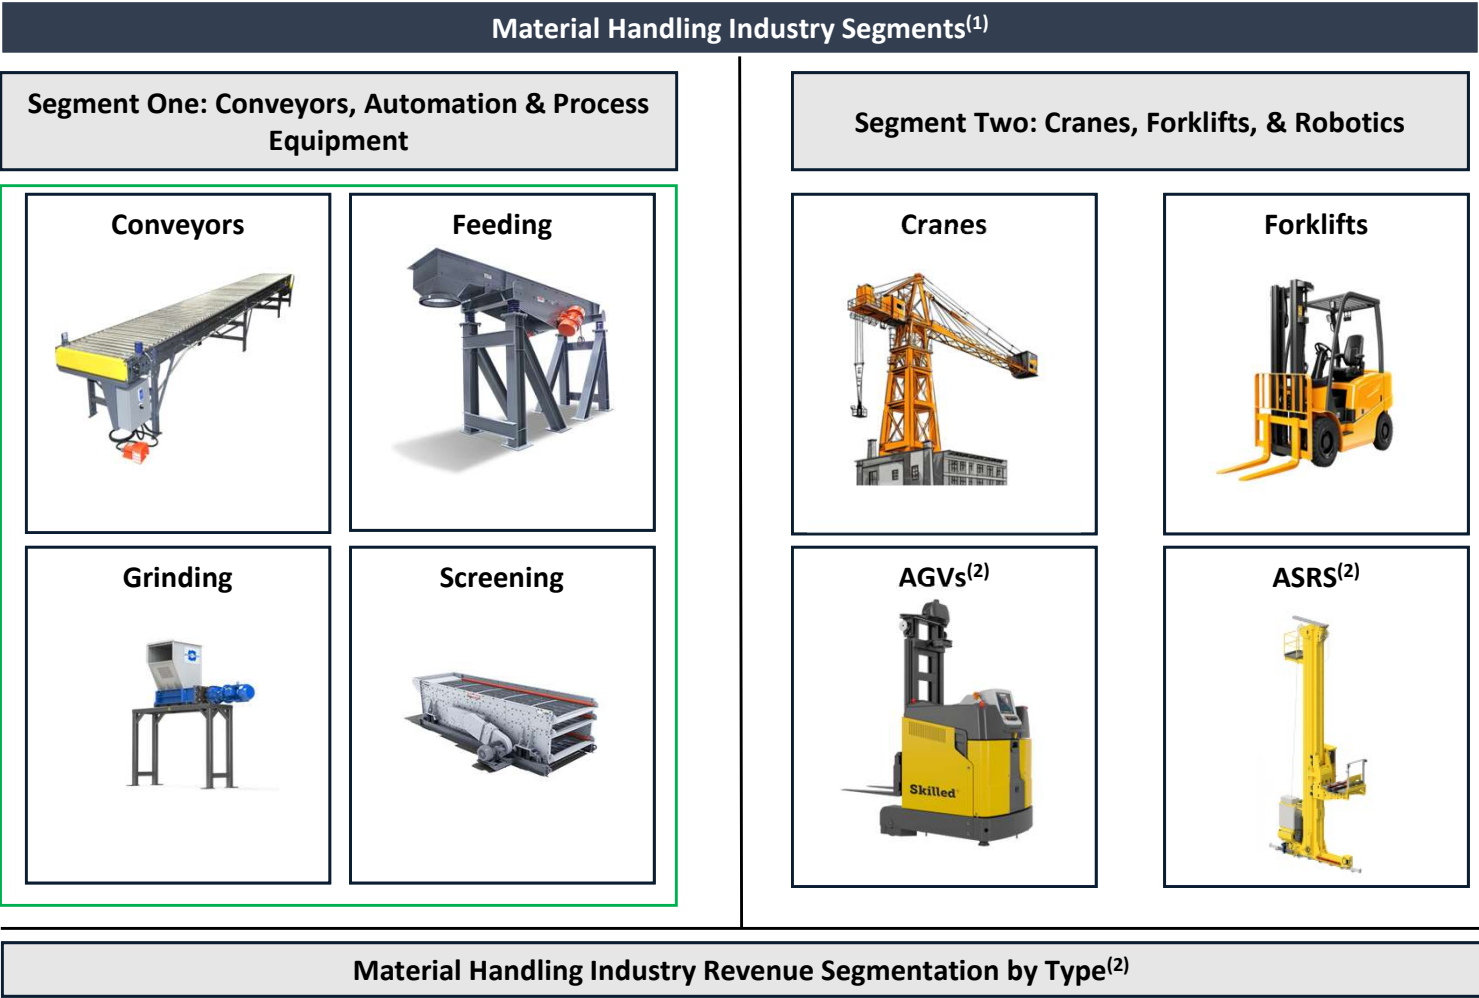 Material Handling Industry Segments(1)
Segment One: Conveyors, Automation & Process
Equipment
Segment Two: Cranes, Forklifts, & Robotics
Conveyors
Feeding
Cranes
Forklifts
Grinding
Screening
AGVs(2)
ASRS(2)
Skilled
Material Handling Industry Revenue Segmentation by Type(2)